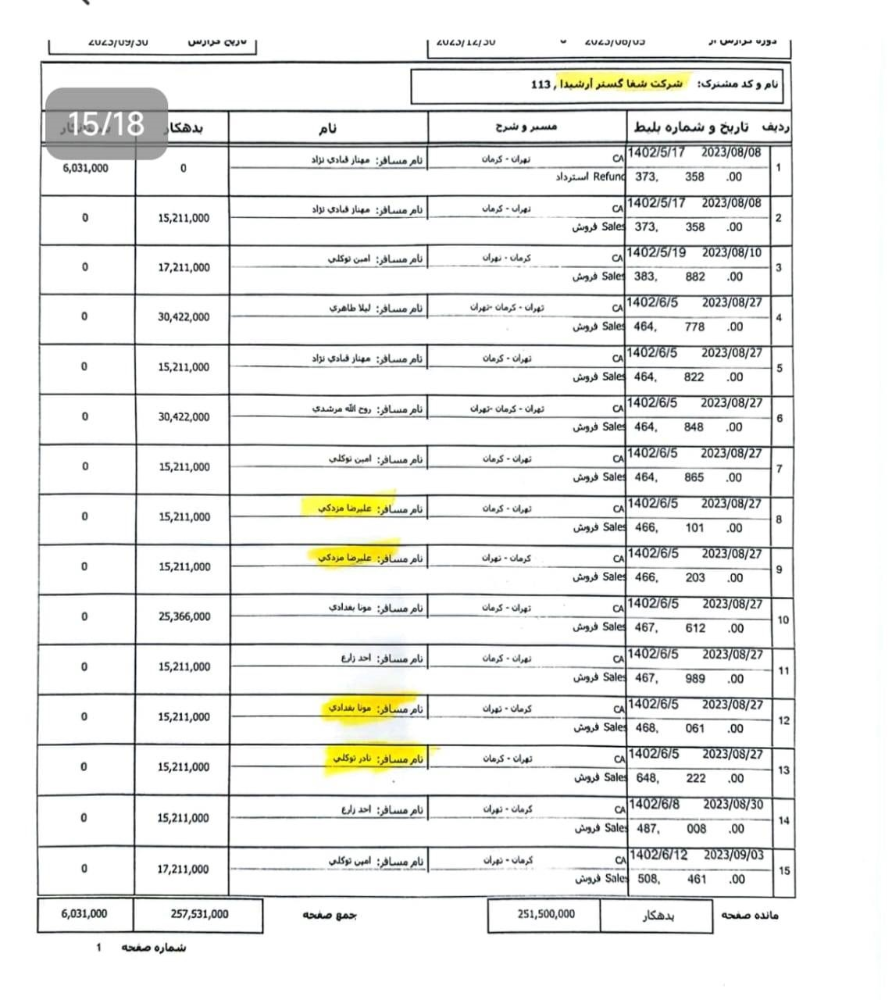 دوره گزارش از 2023/08/05 تا 2023/12/30
تاریخ گزارش 2023/09/30
نام و کد مشترک: شرکت شفا گستر آرشیدا , 113
15/18
ردیف تاریخ و شماره بلیط مسیر و شرح نام بدهکار
1 2023/08/08 1402/5/17 CA تهران - کرمان نام مسافر: مهناز قبادي نژاد 0 6,031,000
373, 358 .00 Refund استرداد
2 2023/08/08 1402/5/17 CA تهران - کرمان نام مسافر: مهناز قبادي نژاد 15,211,000 0
373, 358 .00 Sales فروش
3 2023/08/10 1402/5/19 CA کرمان - تهران نام مسافر: امین توکلي 17,211,000 0
383, 882 .00 Sales فروش
4 2023/08/27 1402/6/5 CA تهران - کرمان -تهران نام مسافر: لیلا طاهري 30,422,000 0
464, 778 .00 Sales فروش
5 2023/08/27 1402/6/5 CA تهران - کرمان نام مسافر: مهناز قبادي نژاد 15,211,000 0
464, 822 .00 Sales فروش
6 2023/08/27 1402/6/5 CA تهران - کرمان -تهران نام مسافر: روح الله مرشدي 30,422,000 0
464, 848 .00 Sales فروش
7 2023/08/27 1402/6/5 CA تهران - کرمان نام مسافر: امین توکلي 15,211,000 0
464, 865 .00 Sales فروش
8 2023/08/27 1402/6/5 CA تهران - کرمان نام مسافر: علیرضا مزدکي 15,211,000 0
466, 101 .00 Sales فروش
9 2023/08/27 1402/6/5 CA کرمان - تهران نام مسافر: علیرضا مزدکي 15,211,000 0
466, 203 .00 Sales فروش
10 2023/08/27 1402/6/5 CA تهران - کرمان نام مسافر: مونا بغدادي 25,366,000 0
467, 612 .00 Sales فروش
11 2023/08/27 1402/6/5 CA تهران - کرمان نام مسافر: احد زارع 15,211,000 0
467, 989 .00 Sales فروش
12 2023/08/27 1402/6/5 CA کرمان - تهران نام مسافر: مونا بغدادي 15,211,000 0
468, 061 .00 Sales فروش
13 2023/08/27 1402/6/5 CA تهران - کرمان نام مسافر: نادر توکلي 15,211,000 0
648, 222 .00 Sales فروش
14 2023/08/30 1402/6/8 CA کرمان - تهران نام مسافر: احد زارع 15,211,000 0
487, 008 .00 Sales فروش
15 2023/09/03 1402/6/12 CA کرمان - تهران نام مسافر: امین توکلي 17,211,000 0
508, 461 .00 Sales فروش
مانده صفحه بدهکار 251,500,000 جمع صفحه 257,531,000 6,031,000
شماره صفحه 1